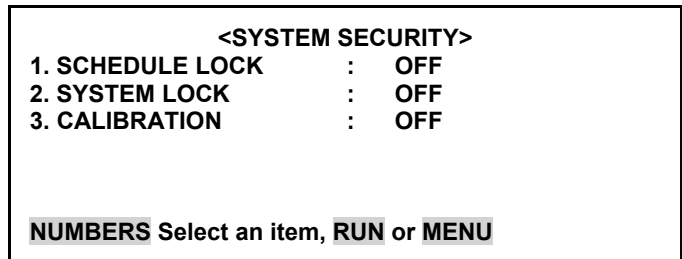 <SYSTEM SECURITY>
1. SCHEDULE LOCK : OFF
2. SYSTEM LOCK : OFF
3. CALIBRATION : OFF
NUMBERS Select an item, RUN or MENU